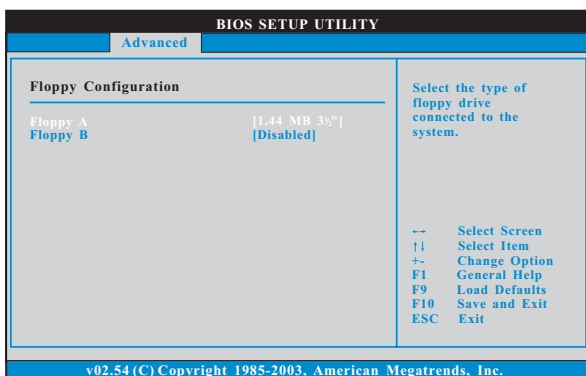 BIOS SETUP UTILITY
Advanced
Floppy Configuration
Floppy A [1.44 MB 3½"]
Floppy B [Disabled]
Select the type of
floppy drive
connected to the
system.
←→ Select Screen
↑↓ Select Item
+- Change Option
F1 General Help
F9 Load Defaults
F10 Save and Exit
ESC Exit
v02.54 (C) Copyright 1985-2003, American Megatrends, Inc.